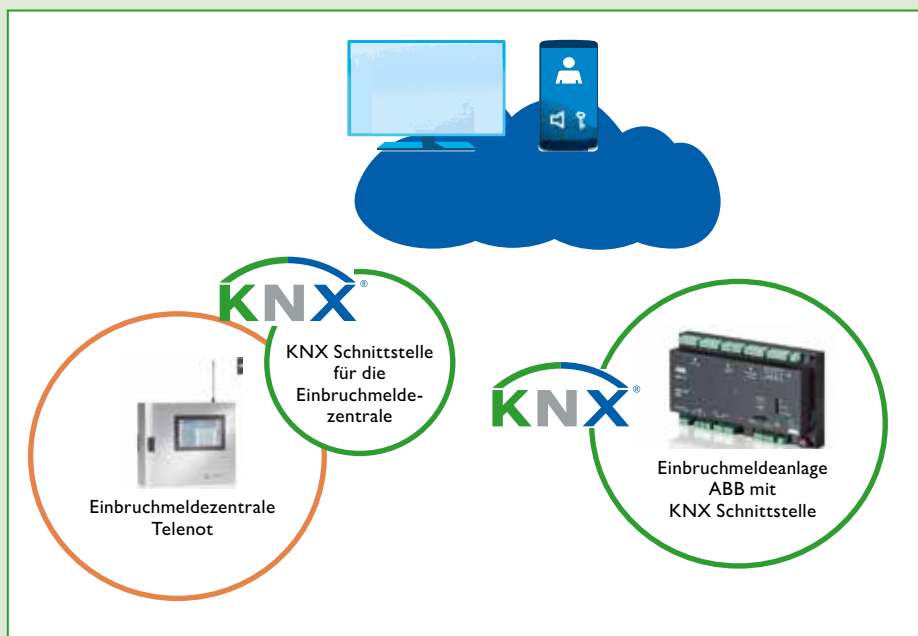 KNX®
KNX Schnittstelle
für die
Einbruchmelde-
zentrale
Einbruchmeldezentrale
Telenot
KNX®
Einbruchmeldeanlage
ABB mit
KNX Schnittstelle